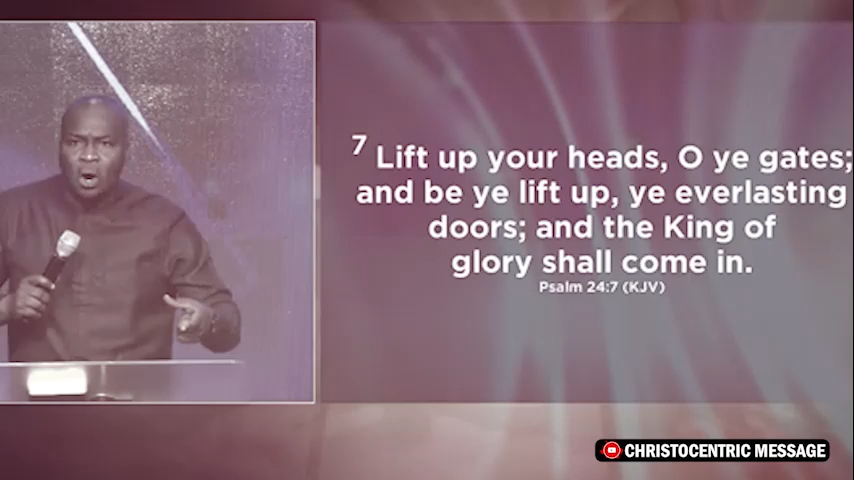 7 Lift up your heads, O ye gates;
and be ye lift up, ye everlasting
doors; and the King of
glory shall come in.
Psalm 24:7 (KJV)
CHRISTOCENTRIC MESSAGE